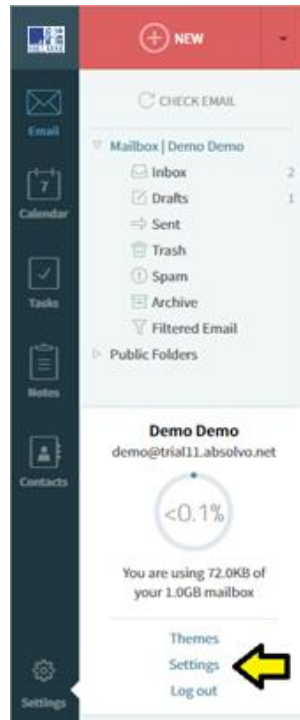 NEW
CHECK EMAIL
Email
Mailbox | Demo Demo
Inbox 2
7
Drafts 1
Calendar
Sent
Trash
Spam
Tasks
Archive
Filtered Email
Public Folders
Notes
Demo Demo
demo@trial11.absolvo.net
Contacts
<0.1%
You are using 72.0KB of
your 1.0GB mailbox
Themes
Settings
Log out
Settings